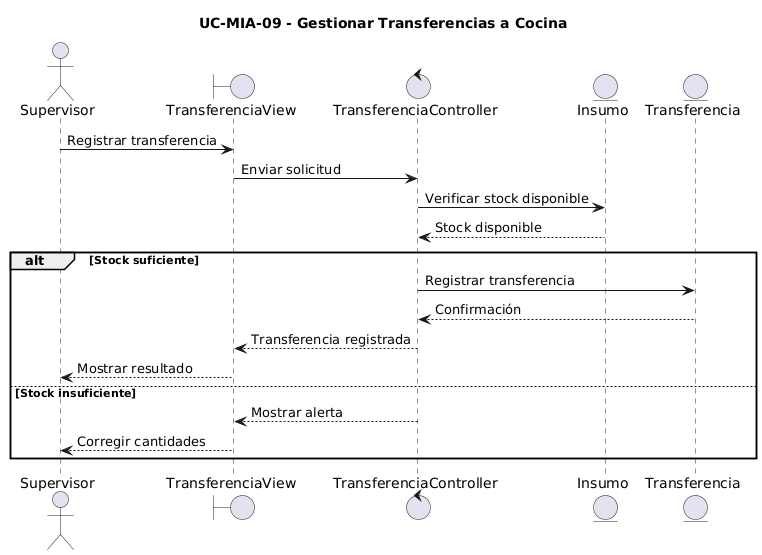 UC-MIA-09 - Gestionar Transferencias a Cocina
Supervisor TransferenciaView TransferenciaController Insumo Transferencia
Registrar transferencia
Enviar solicitud
Verificar stock disponible
Stock disponible
alt [Stock suficiente]
Registrar transferencia
Confirmación
Transferencia registrada
Mostrar resultado
[Stock insuficiente]
Mostrar alerta
Corregir cantidades
Supervisor TransferenciaView TransferenciaController Insumo Transferencia